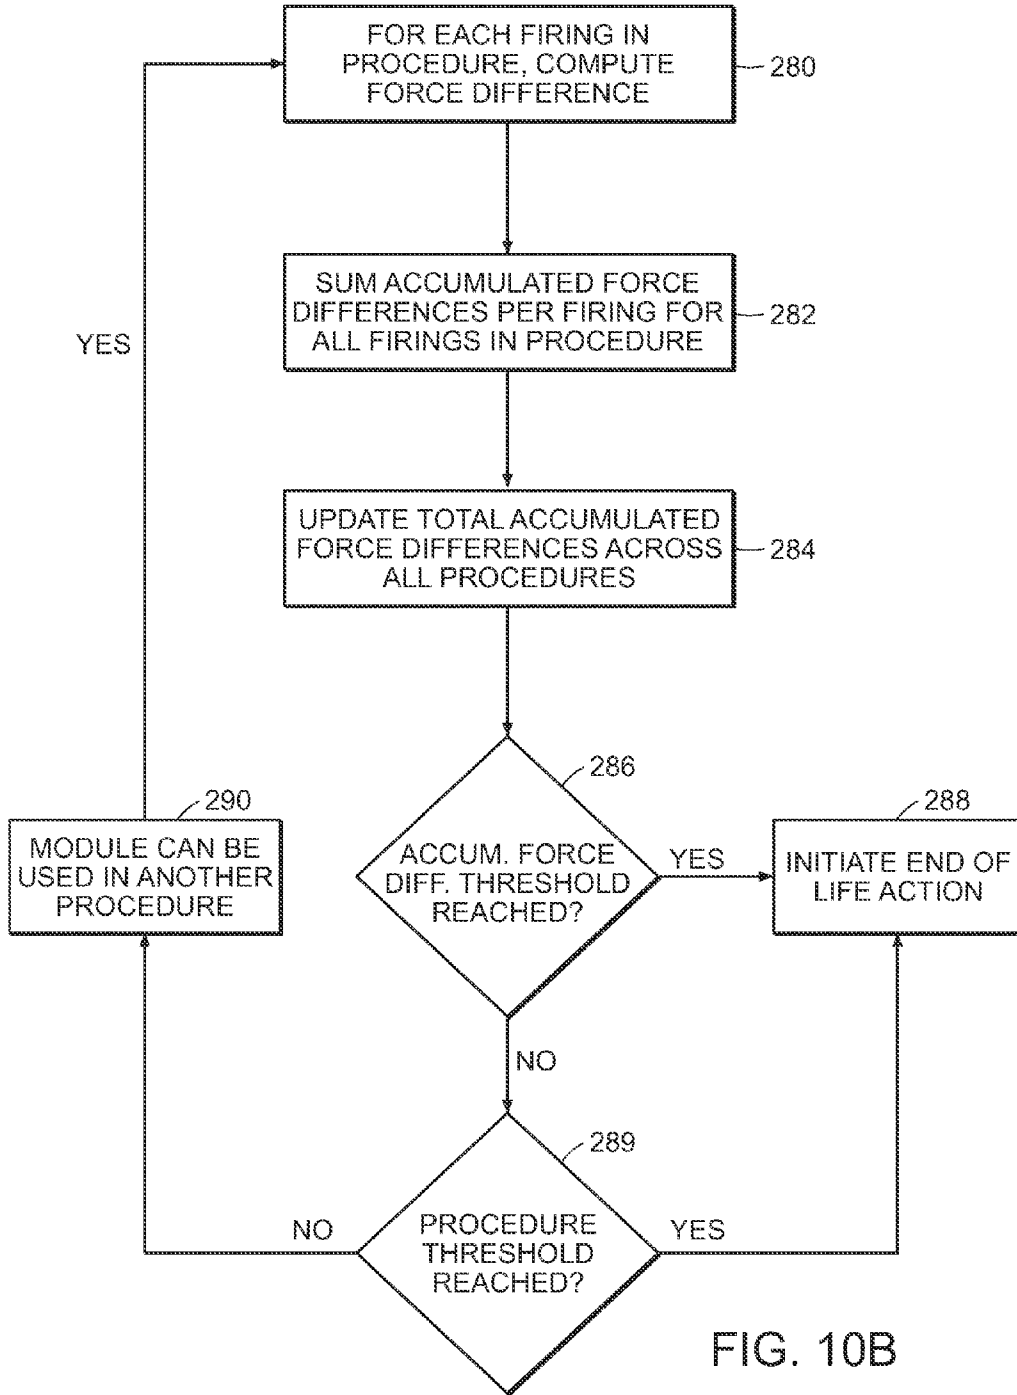 FOR EACH FIRING IN
PROCEDURE, COMPUTE
FORCE DIFFERENCE
280
SUM ACCUMULATED FORCE
DIFFERENCES PER FIRING FOR
ALL FIRINGS IN PROCEDURE
282
YES
UPDATE TOTAL ACCUMULATED
FORCE DIFFERENCES ACROSS
ALL PROCEDURES
284
286
ACCUM. FORCE
DIFF. THRESHOLD
REACHED?
YES
288
INITIATE END OF
LIFE ACTION
290
MODULE CAN BE
USED IN ANOTHER
PROCEDURE
NO
289
PROCEDURE
THRESHOLD
REACHED?
NO
YES
FIG. 10B